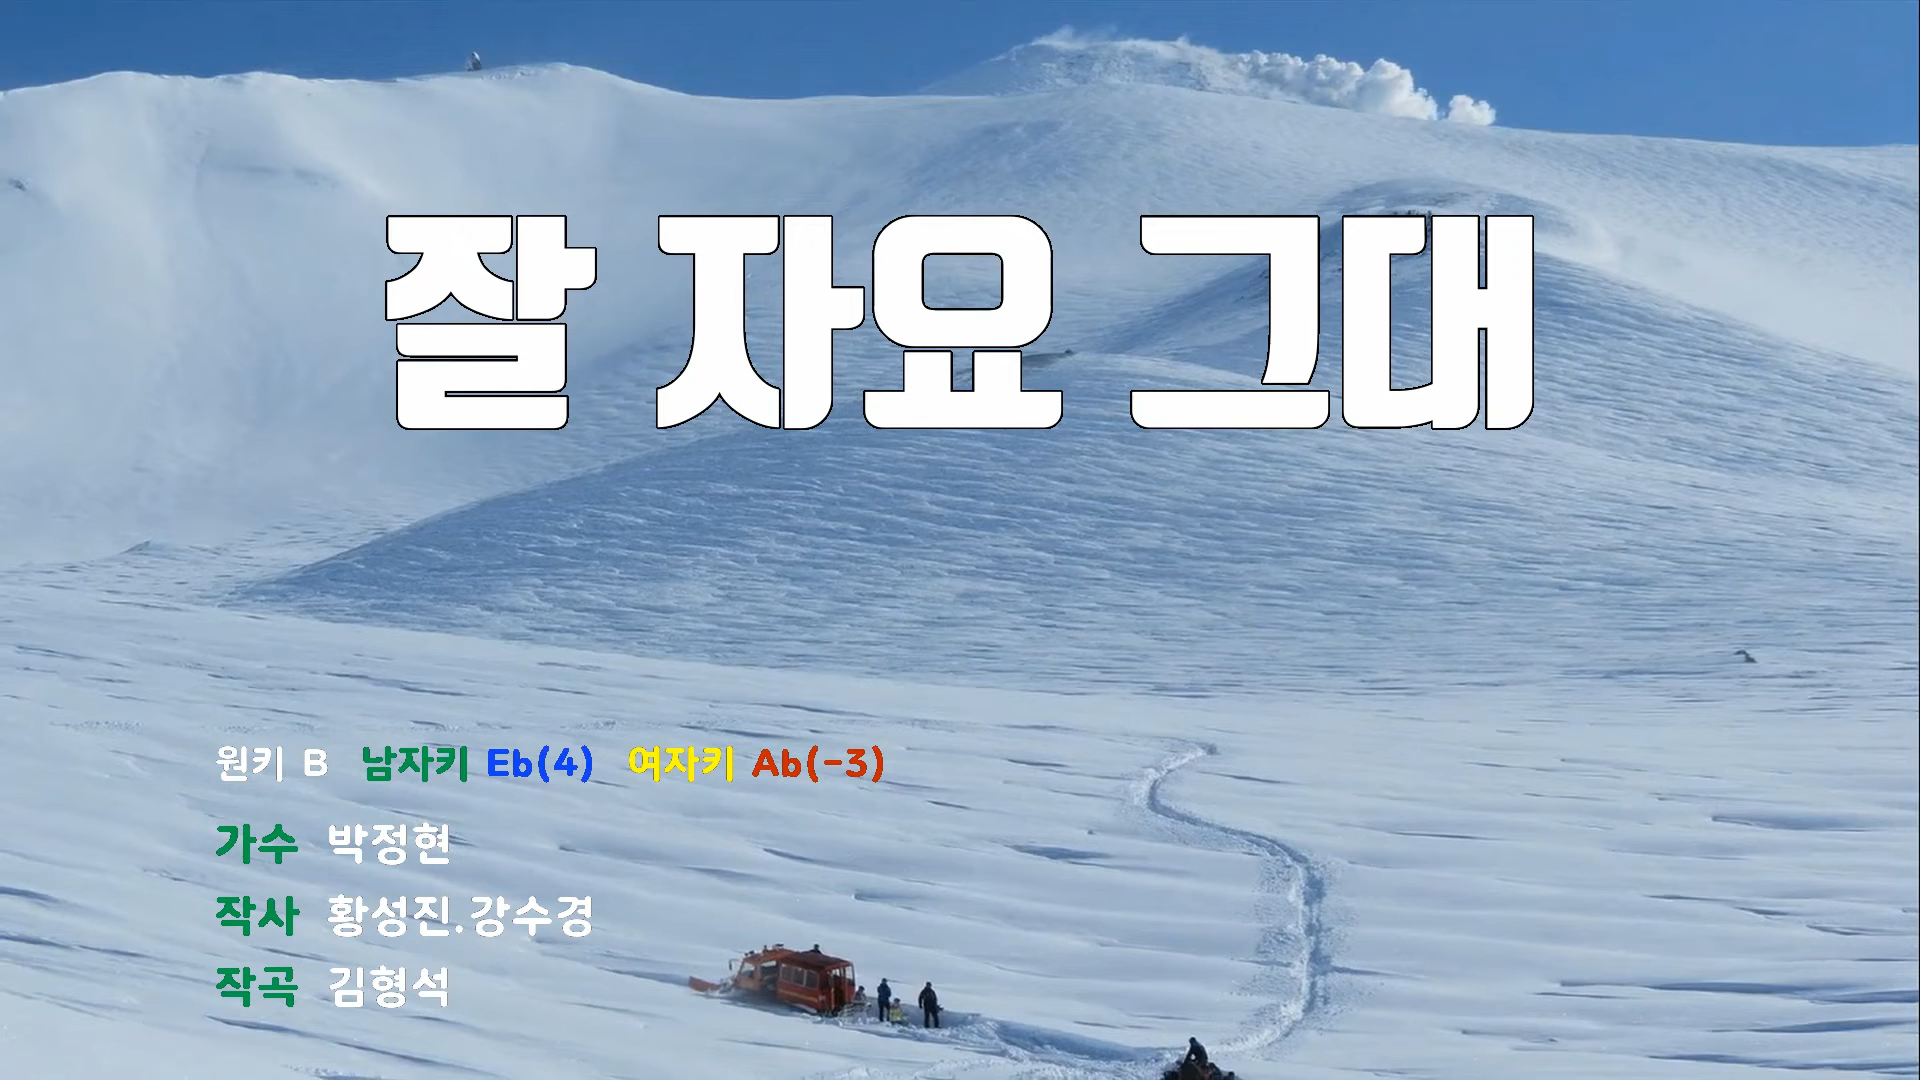 잘 자요 그대
원키 B 남자키 Eb(4) 여자키 Ab(-3)
가수 박정현
작사 황성진.강수경
작곡 김형석